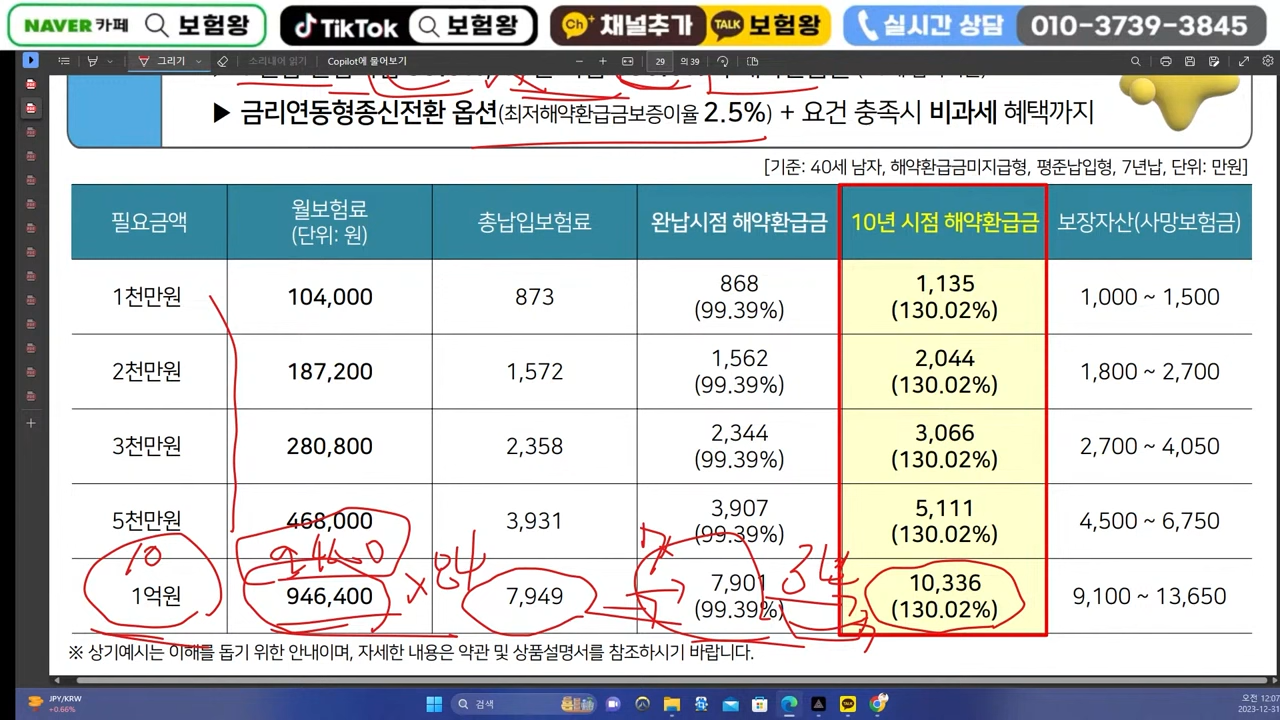 NAVER 카페 보험왕 TikTok 보험왕 Ch+ 채널추가 TALK 보험왕 실시간 상담 010-3739-3845
그리기 소리내어 읽기 Copilot에 물어보기 29 의 39
▶ 금리연동형종신전환 옵션(최저해약환급금보증이율 2.5%) + 요건 충족시 비과세 혜택까지
[기준: 40세 남자, 해약환급금미지급형, 평준납입형, 7년납, 단위: 만원]
필요금액 월보험료 (단위: 원) 총납입보험료 완납시점 해약환급금 10년 시점 해약환급금 보장자산(사망보험금)
1천만원 104,000 873 868 (99.39%) 1,135 (130.02%) 1,000 ~ 1,500
2천만원 187,200 1,572 1,562 (99.39%) 2,044 (130.02%) 1,800 ~ 2,700
3천만원 280,800 2,358 2,344 (99.39%) 3,066 (130.02%) 2,700 ~ 4,050
5천만원 468,000 3,931 3,907 (99.39%) 5,111 (130.02%) 4,500 ~ 6,750
10 ×84
1억원 946,400 7,949 7,901 (99.39%) 10,336 (130.02%) 9,100 ~ 13,650
※ 상기예시는 이해를 돕기 위한 안내이며, 자세한 내용은 약관 및 상품설명서를 참조하시기 바랍니다.
JPY/KRW
+0.66%
검색
오전 12:07
2023-12-31